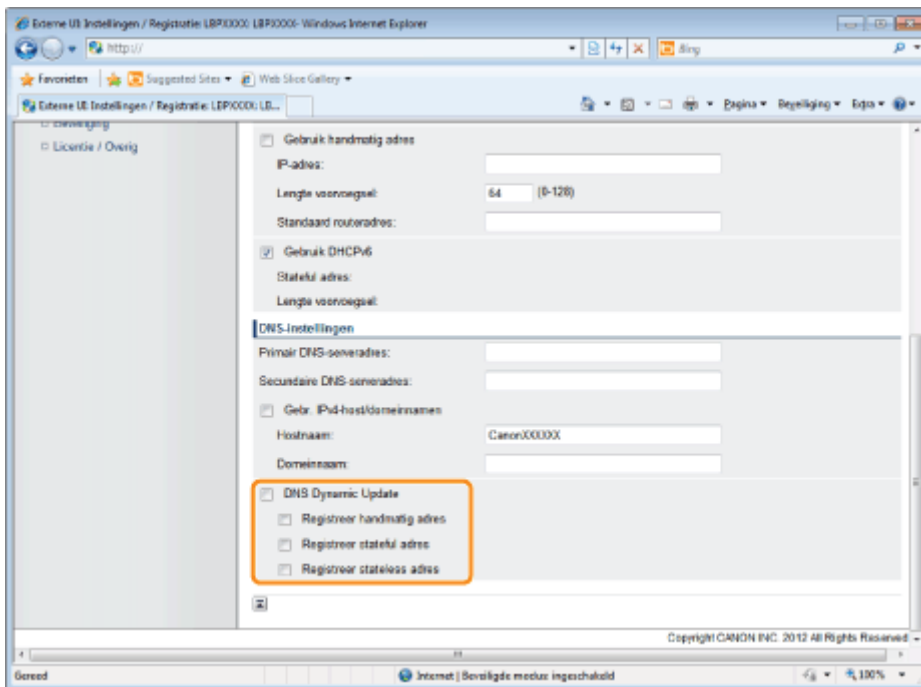 Externe UI: Instellingen / Registratie: LBPXXXX: LBPXXXX- Windows Internet Explorer
http://
Bing
Favorieten Suggested Sites Web Slice Gallery
Externe UI: Instellingen / Registratie: LBPXXXX: LB...
Pagina Beveiliging Extra
Beveiliging
Licentie / Overig
Gebruik handmatig adres
IP-adres:
Lengte voorvoegsel: 64 (0-128)
Standaard routeradres:
Gebruik DHCPv6
Stateful adres:
Lengte voorvoegsel:
DNS-instellingen
Primair DNS-serveradres:
Secundaire DNS-serveradres:
Gebr. IPv4-host/domeinnamen
Hostnaam: CanonXXXXXX
Domeinnaam:
DNS Dynamic Update
Registreer handmatig adres
Registreer stateful adres
Registreer stateless adres
Copyright CANON INC. 2012 All Rights Reserved
Gereed Internet | Beveiligde modus ingeschakeld 100%